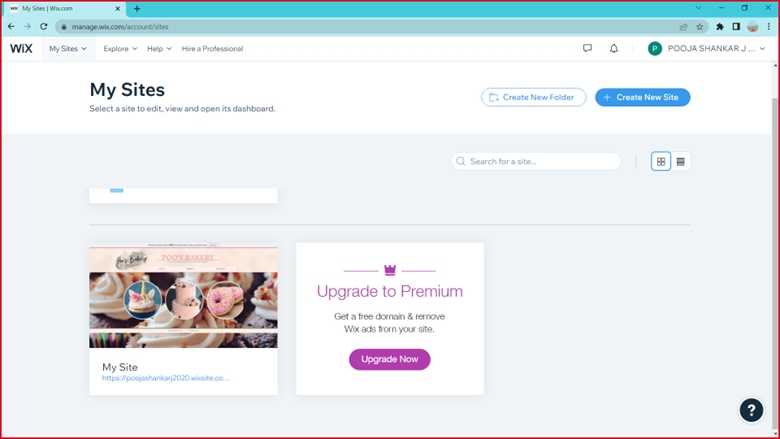 WiX My Sites | Wix.com
manage.wix.com/account/sites
WiX My Sites Explore Help Hire a Professional P POOJA SHANKAR J ...
My Sites
Select a site to edit, view and open its dashboard.
Create New Folder
+ Create New Site
Search for a site...
Poo's Bakery
POO'S BAKERY
My Site
https://poojashankarj2020.wixsite.co...
Upgrade to Premium
Get a free domain & remove
Wix ads from your site.
Upgrade Now
?